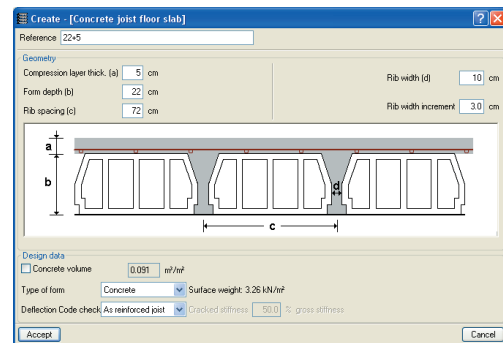 Create - [Concrete joist floor slab]
Reference 22+5
Geometry
Compression layer thick. (a) 5 cm
Rib width (d) 10 cm
Form depth (b) 22 cm
Rib width increment 3.0 cm
Rib spacing (c) 72 cm
a
b
d
c
Design data
Concrete volume 0.091 m³/m²
Type of form Concrete Surface weight: 3.26 kN/m²
Deflection Code check As reinforced joist Cracked stiffness 50.0 % gross stiffness
Accept Cancel